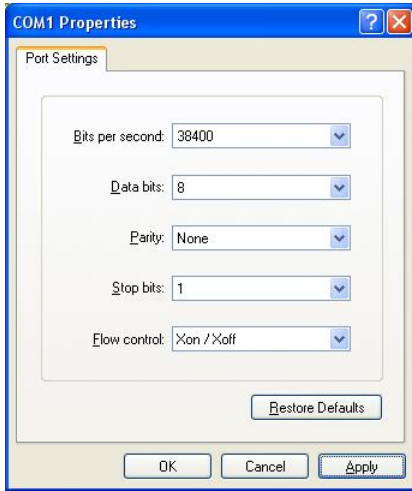 COM1 Properties
Port Settings
Bits per second: 38400
Data bits: 8
Parity: None
Stop bits: 1
Flow control: Xon / Xoff
Restore Defaults
OK Cancel Apply